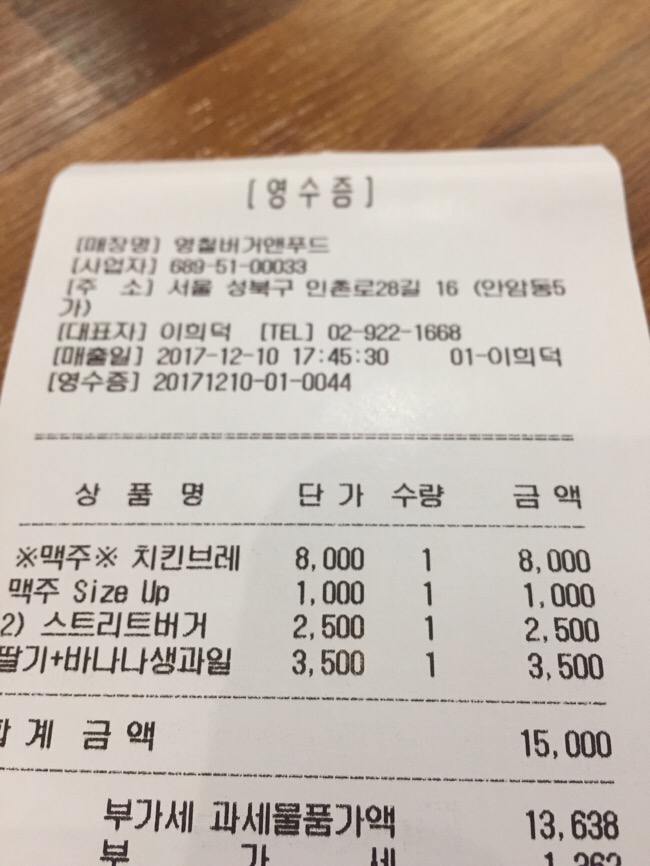 [영수증]
[매장명] 영철버거앤푸드
[사업자] 689-51-00033
[주 소] 서울 성북구 인촌로28길 16 (안암동5
가)
[대표자] 이희덕 [TEL] 02-922-1668
[매출일] 2017-12-10 17:45:30 01-이희덕
[영수증] 20171210-01-0044
상 품 명 단 가 수량 금 액
※맥주※ 치킨브레 8,000 1 8,000
맥주 Size Up 1,000 1 1,000
2) 스트리트버거 2,500 1 2,500
딸기+바나나생과일 3,500 1 3,500
합 계 금 액 15,000
부가세 과세물품가액 13,638
부 가 세 1,362